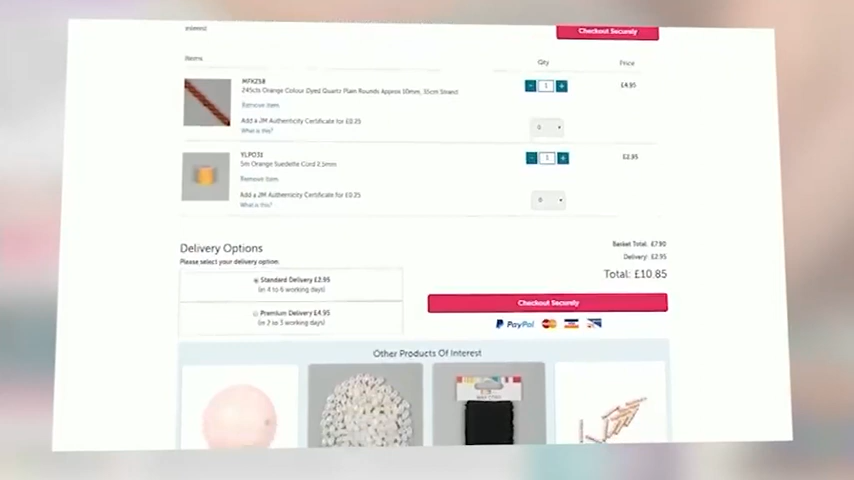 interest
Checkout Securely
Items
Qty
Price
245cts Orange Colour Dyed Quartz Plain Rounds Approx 10mm, 35cm Strand
- 1 +
£4.95
Remove Item
Add a JM Authenticity Certificate for £0.25
0
What is this?
YLP031
- 1 +
£2.95
5m Orange Suedette Cord 2.5mm
Remove Item
Add a JM Authenticity Certificate for £0.25
0
What is this?
Delivery Options
Basket Total: £7.90
Please select your delivery option:
Delivery: £2.95
Total: £10.85
Standard Delivery £2.95
(in 4 to 6 working days)
Checkout Securely
Premium Delivery £4.95
(in 2 to 3 working days)
PayPal
Other Products Of Interest